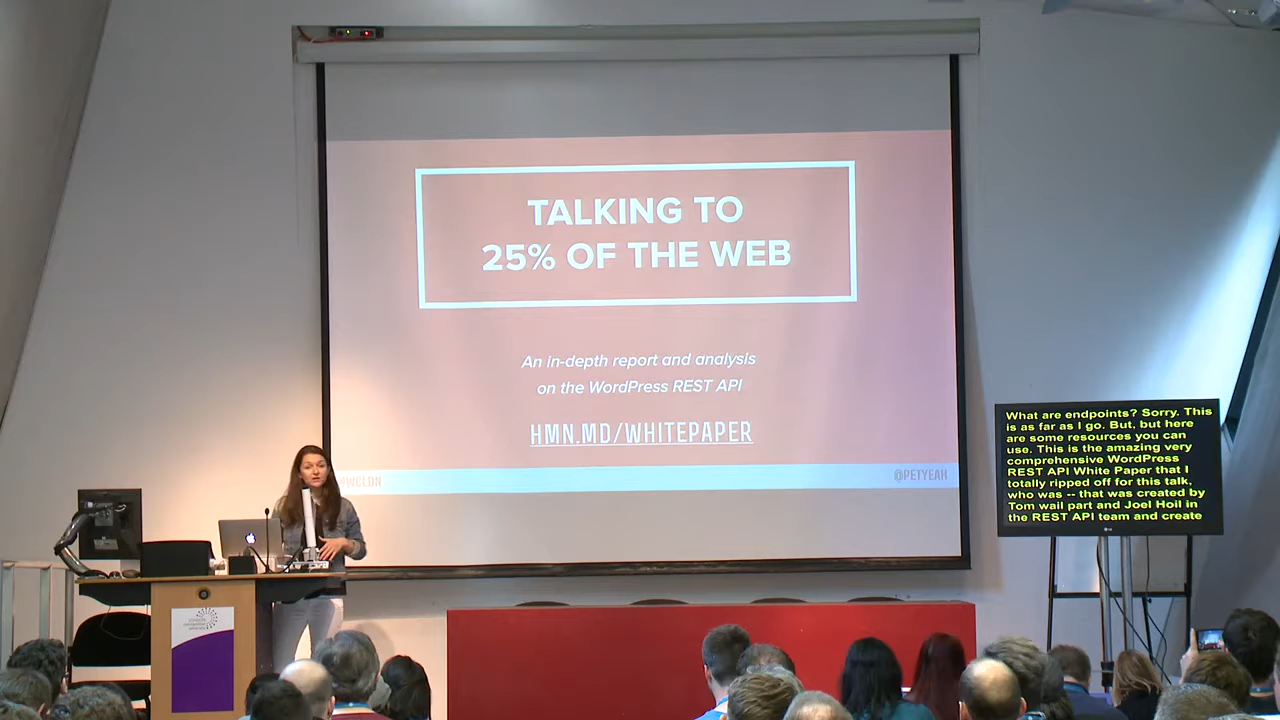 TALKING TO
25% OF THE WEB
An in-depth report and analysis
on the WordPress REST API
HMN.MD/WHITEPAPER
#WCLDN
@PETYEAH
What are endpoints? Sorry. This
is as far as I go. But, but here
are some resources you can
use. This is the amazing very
comprehensive WordPress
REST API White Paper that I
totally ripped off for this talk,
who was -- that was created by
Tom wail part and Joel Hoil in
the REST API team and create
LG